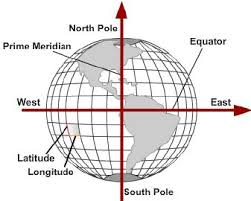 North Pole
Prime Meridian
Equator
West
East
Latitude
Longitude
South Pole